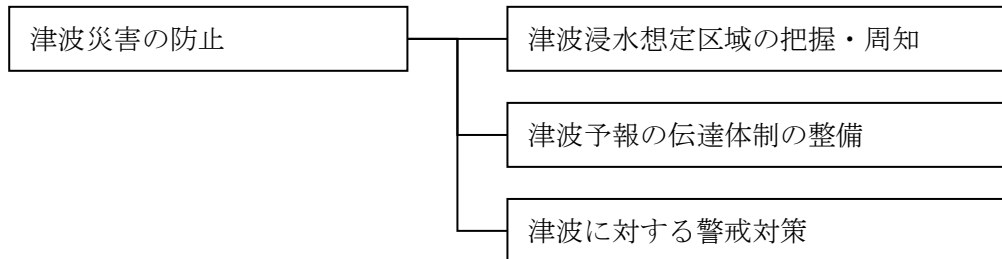 津波災害の防止
津波浸水想定区域の把握・周知
津波予報の伝達体制の整備
津波に対する警戒対策